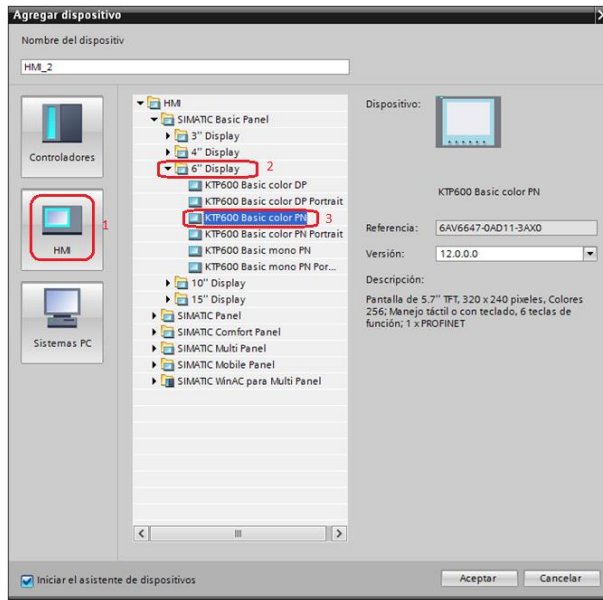 Agregar dispositivo
Nombre del dispositiv
HMI_2
Controladores
1
HMI
Sistemas PC
HMI
SIMATIC Basic Panel
3'' Display
4'' Display
6'' Display 2
KTP600 Basic color DP
KTP600 Basic color DP Portrait
KTP600 Basic color PN 3
KTP600 Basic color PN Portrait
KTP600 Basic mono PN
KTP600 Basic mono PN Por...
10'' Display
15'' Display
SIMATIC Panel
SIMATIC Comfort Panel
SIMATIC Multi Panel
SIMATIC Mobile Panel
SIMATIC WinAC para Multi Panel
Dispositivo:
KTP600 Basic color PN
Referencia: 6AV6647-0AD11-3AX0
Versión: 12.0.0.0
Descripción:
Pantalla de 5.7'' TFT, 320 x 240 pixeles, Colores
256; Manejo táctil o con teclado, 6 teclas de
función; 1 x PROFINET
Iniciar el asistente de dispositivos
Aceptar Cancelar